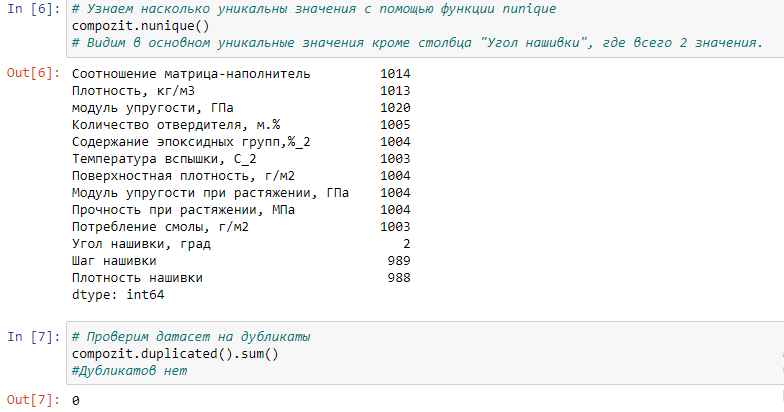 In [6]: # Узнаем насколько уникальны значения с помощью функции nunique
compozit.nunique()
# Видим в основном уникальные значения кроме столбца "Угол нашивки", где всего 2 значения.
Out[6]: Соотношение матрица-наполнитель 1014
Плотность, кг/м3 1013
модуль упругости, ГПа 1020
Количество отвердителя, м.% 1005
Содержание эпоксидных групп,%_2 1004
Температура вспышки, С_2 1003
Поверхностная плотность, г/м2 1004
Модуль упругости при растяжении, ГПа 1004
Прочность при растяжении, МПа 1004
Потребление смолы, г/м2 1003
Угол нашивки, град 2
Шаг нашивки 989
Плотность нашивки 988
dtype: int64
In [7]: # Проверим датасет на дубликаты
compozit.duplicated().sum()
#Дубликатов нет
Out[7]: 0